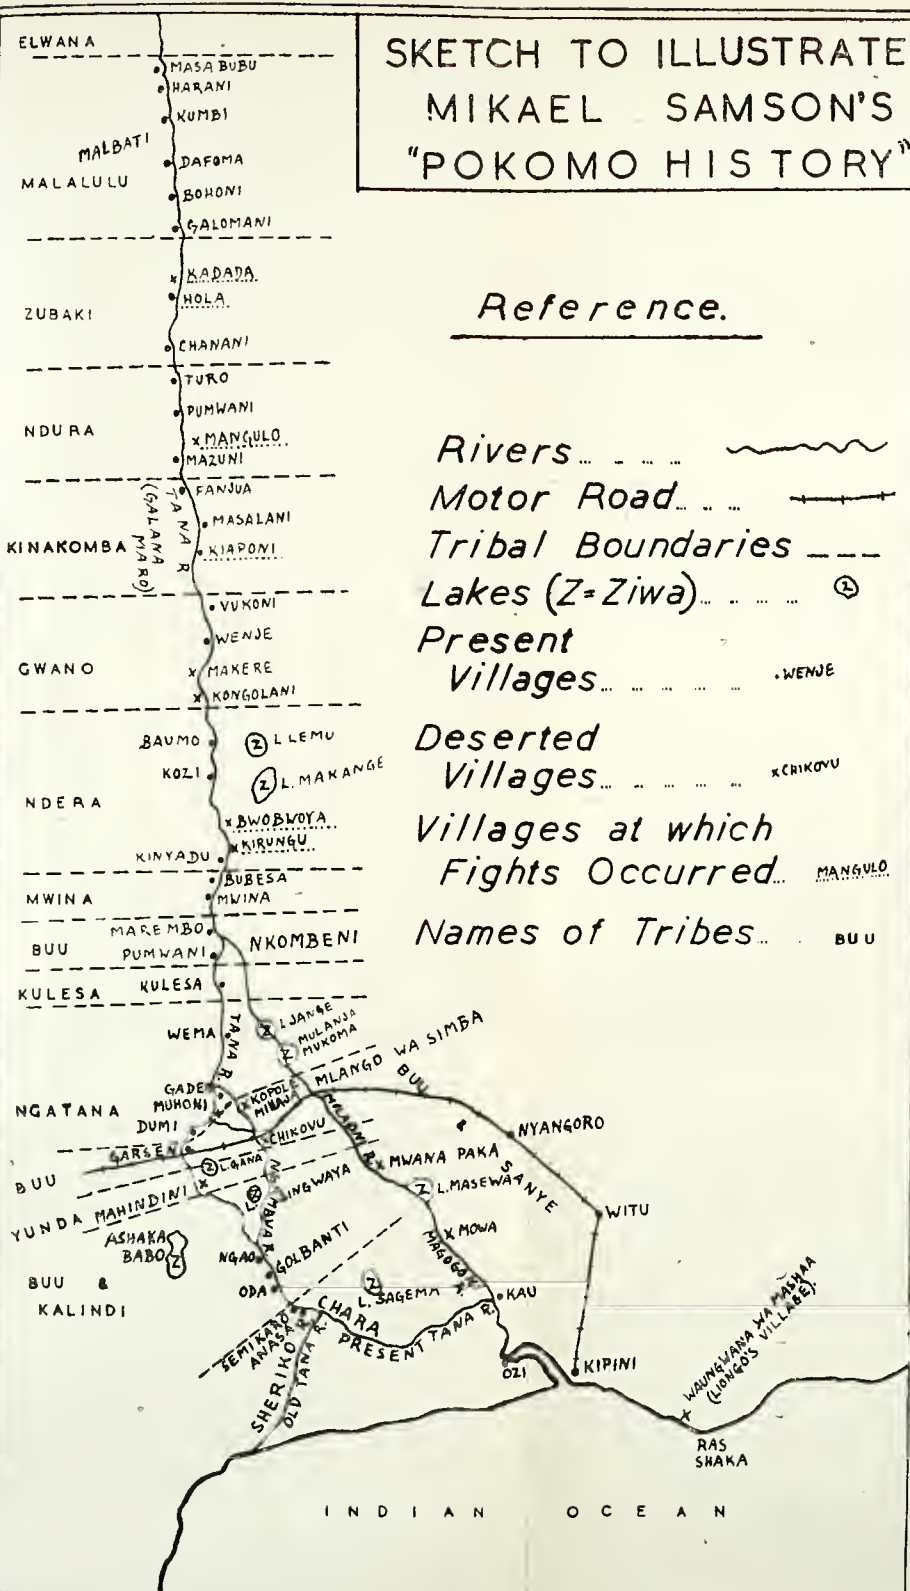 SKETCH TO ILLUSTRATE
MIKAEL SAMSON'S
"POKOMO HISTORY"
Reference.
Rivers
Motor Road
Tribal Boundaries
Lakes (Z=Ziwa)
Z
Present
Villages
WENJE
Deserted
Villages
x CHIKOVU
Villages at which
Fights Occurred
MANGULO
Names of Tribes
BUU
ELWANA
MASA BUBU
HARANI
KUMBI
MALBATI
DAFOMA
MALALULU
BOHONI
GALOMANI
x KADADA
HOLA
ZUBAKI
CHANANI
TURO
PUMWANI
NDURA
x MANGULO
MAZUNI
FANJUA
TANA R
(GALANA
MARO)
MASALANI
KINAKOMBA
KIAPONI
VUKONI
WENJE
GWANO
x MAKERE
x KONGOLANI
BAUMO
Z L LEMU
KOZI
Z L. MAKANGE
NDERA
x BWOBWOYA
x KIRUNGU
KINYADU
BUBESA
MWINA
MWINA
MAREMBO
BUU
PUMWANI
NKOMBENI
KULESA
KULESA
WEMA
TANA R.
Z L JANGE
Z MULANJA
MUKOMA
MLANGO WA SIMBA
BUU
GADE
MUHONI
x KOPOL
NGATANA
DUMI
x CHIKOVU
NYANGORO
GARSEN
Z L.GANA
BUU
x MWANA PAKA
SANYE
YUNDA
MAHINDINI
Z
INGWAYA
Z L.MASEWA
WITU
ASHAKA
BABO
Z
NGAO
GOLBANTI
x MOWA
MAGOGONI R.
BUU &
KALINDI
ODA
Z
L. SAGEMA
KAU
CHARA
PRESENT TANA R.
SEMIKARO
ANASA
SHERIKO
OLD TANA R.
OZI
KIPINI
WAUNGWANA WA MASHAA
(LIONGO'S VILLAGE).
x
RAS
SHAKA
INDIAN OCEAN